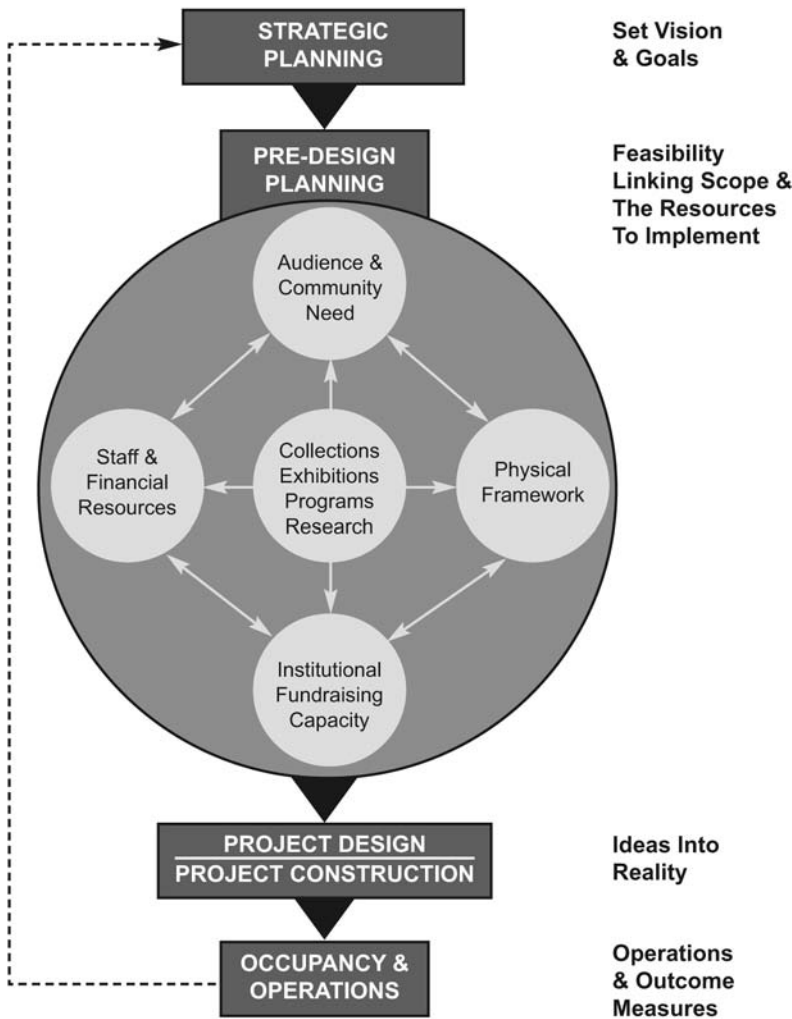 STRATEGIC
PLANNING
Set Vision
& Goals
PRE-DESIGN
PLANNING
Feasibility
Linking Scope &
The Resources
To Implement
Audience &
Community
Need
Staff &
Financial
Resources
Collections
Exhibitions
Programs
Research
Physical
Framework
Institutional
Fundraising
Capacity
PROJECT DESIGN
PROJECT CONSTRUCTION
Ideas Into
Reality
OCCUPANCY &
OPERATIONS
Operations
& Outcome
Measures